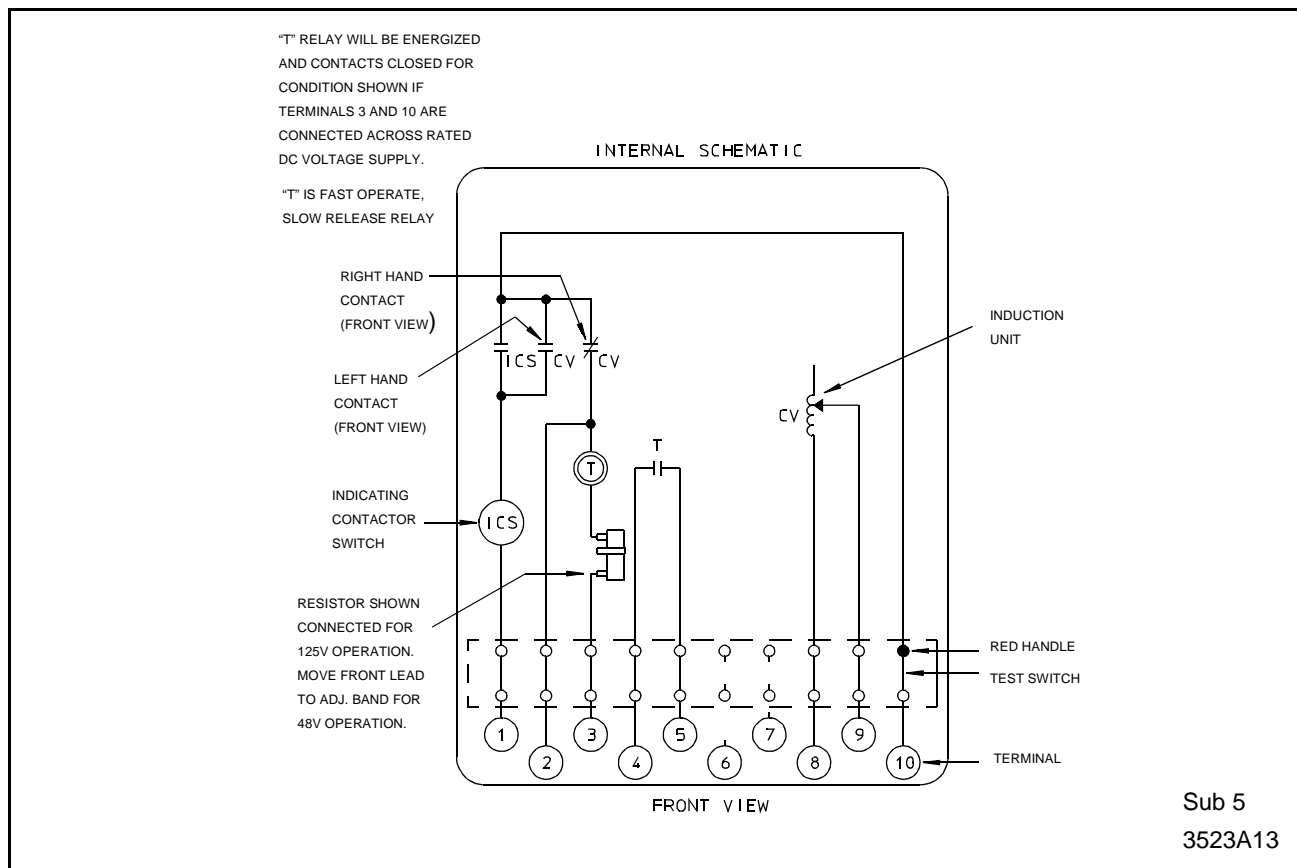 “T” RELAY WILL BE ENERGIZED
AND CONTACTS CLOSED FOR
CONDITION SHOWN IF
TERMINALS 3 AND 10 ARE
CONNECTED ACROSS RATED
DC VOLTAGE SUPPLY.
“T” IS FAST OPERATE,
SLOW RELEASE RELAY
INTERNAL SCHEMATIC
RIGHT HAND
CONTACT
(FRONT VIEW)
LEFT HAND
CONTACT
(FRONT VIEW)
ICS
CV
CV
INDUCTION
UNIT
CV
T
T
INDICATING
CONTACTOR
SWITCH
ICS
RESISTOR SHOWN
CONNECTED FOR
125V OPERATION.
MOVE FRONT LEAD
TO ADJ. BAND FOR
48V OPERATION.
RED HANDLE
TEST SWITCH
1
2
3
4
5
6
7
8
9
10
TERMINAL
FRONT VIEW
Sub 5
3523A13